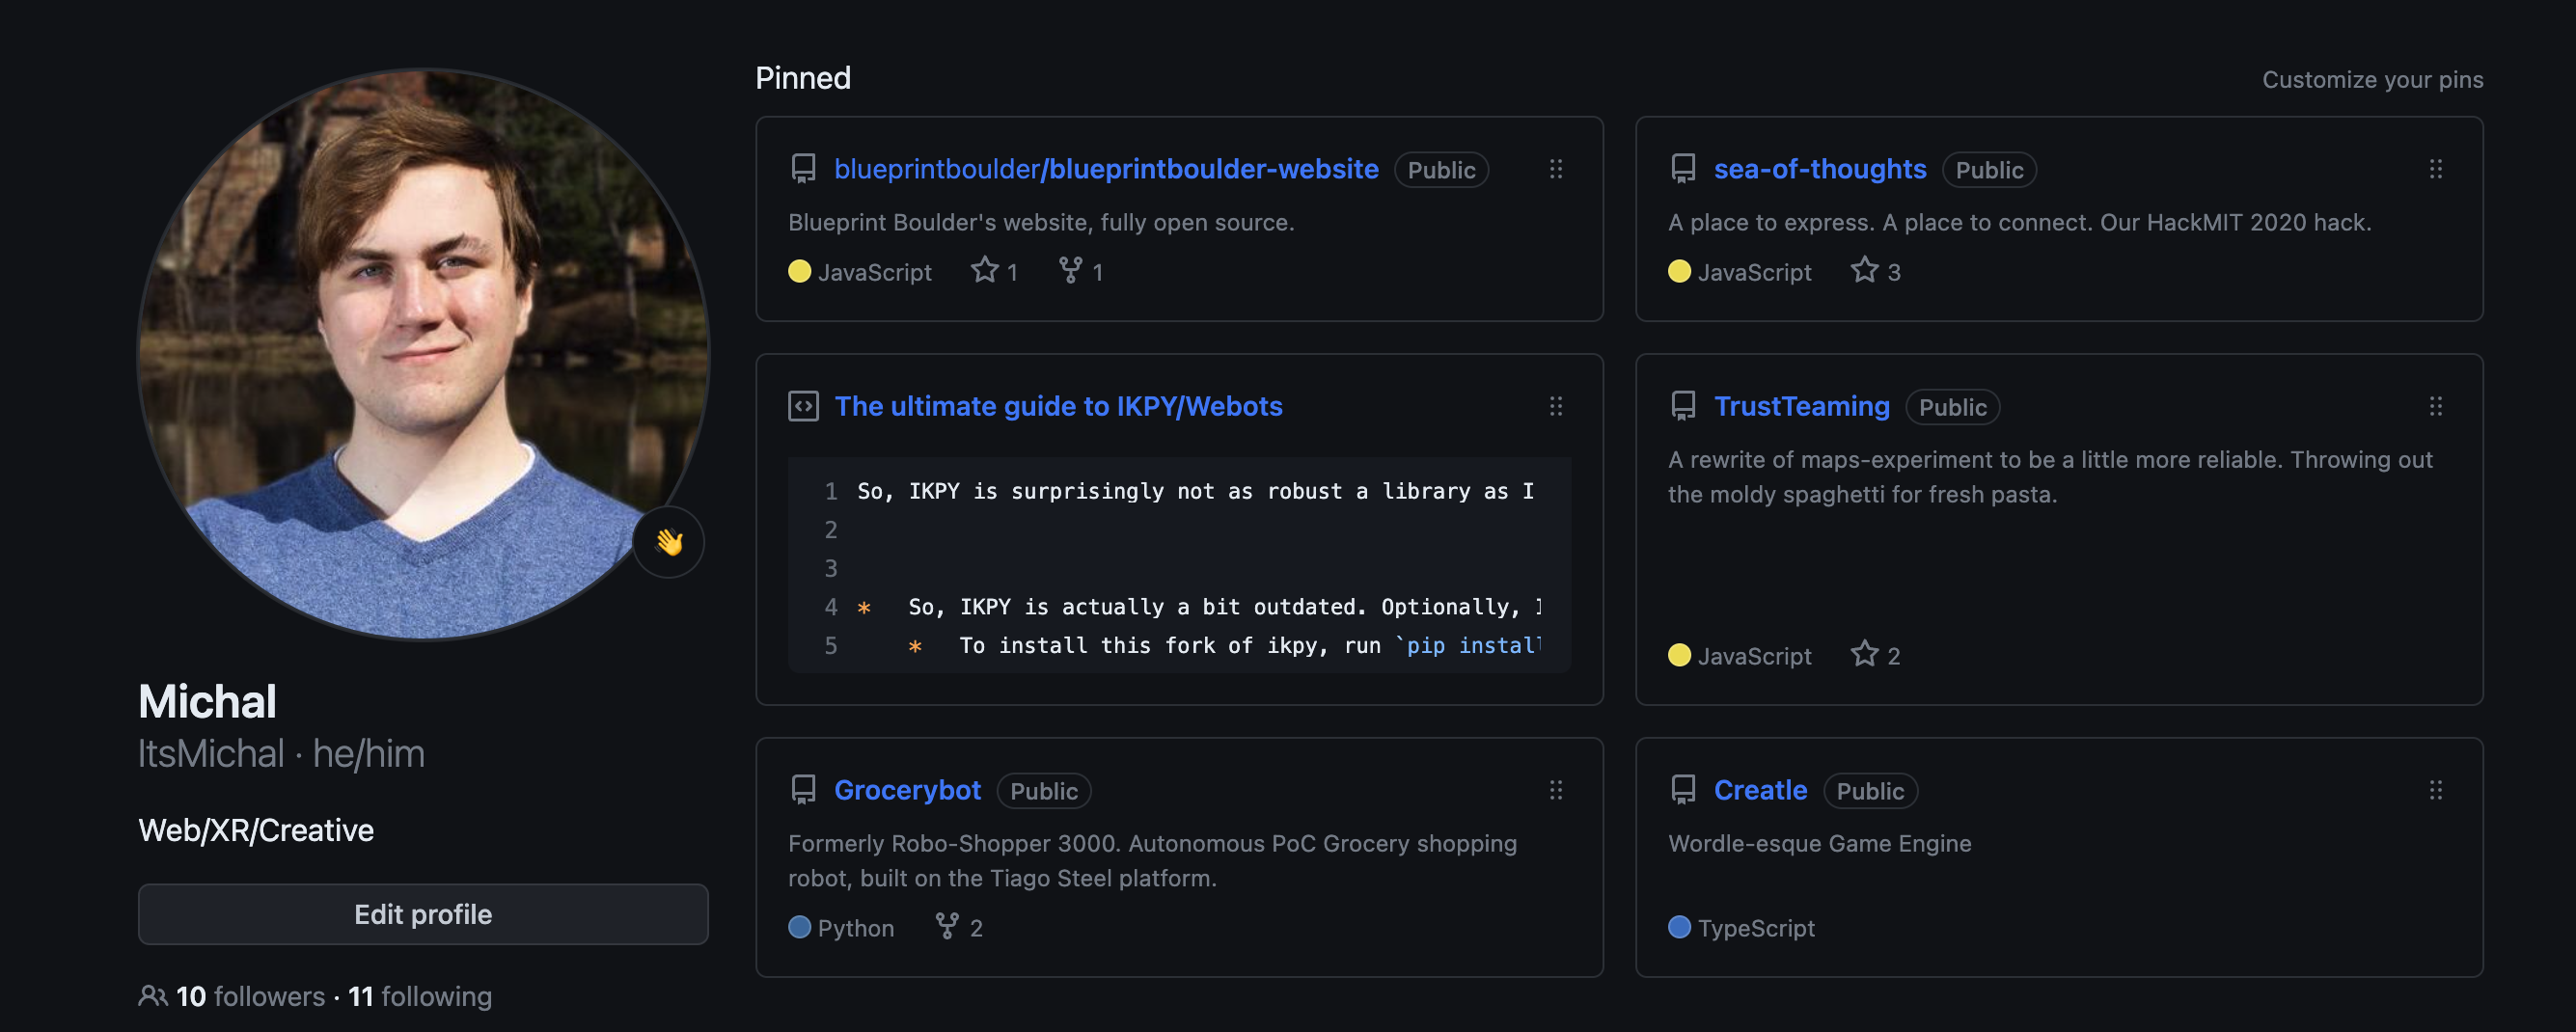 Michal
ItsMichal · he/him
Web/XR/Creative
Edit profile
10 followers · 11 following
Pinned
Customize your pins
blueprintboulder/blueprintboulder-website Public
Blueprint Boulder's website, fully open source.
JavaScript 1 1
sea-of-thoughts Public
A place to express. A place to connect. Our HackMIT 2020 hack.
JavaScript 3
The ultimate guide to IKPY/Webots
1 So, IKPY is surprisingly not as robust a library as I
2
3
4 * So, IKPY is actually a bit outdated. Optionally, I
5 * To install this fork of ikpy, run `pip install
TrustTeaming Public
A rewrite of maps-experiment to be a little more reliable. Throwing out
the moldy spaghetti for fresh pasta.
JavaScript 2
Grocerybot Public
Formerly Robo-Shopper 3000. Autonomous PoC Grocery shopping
robot, built on the Tiago Steel platform.
Python 2
Creatle Public
Wordle-esque Game Engine
TypeScript